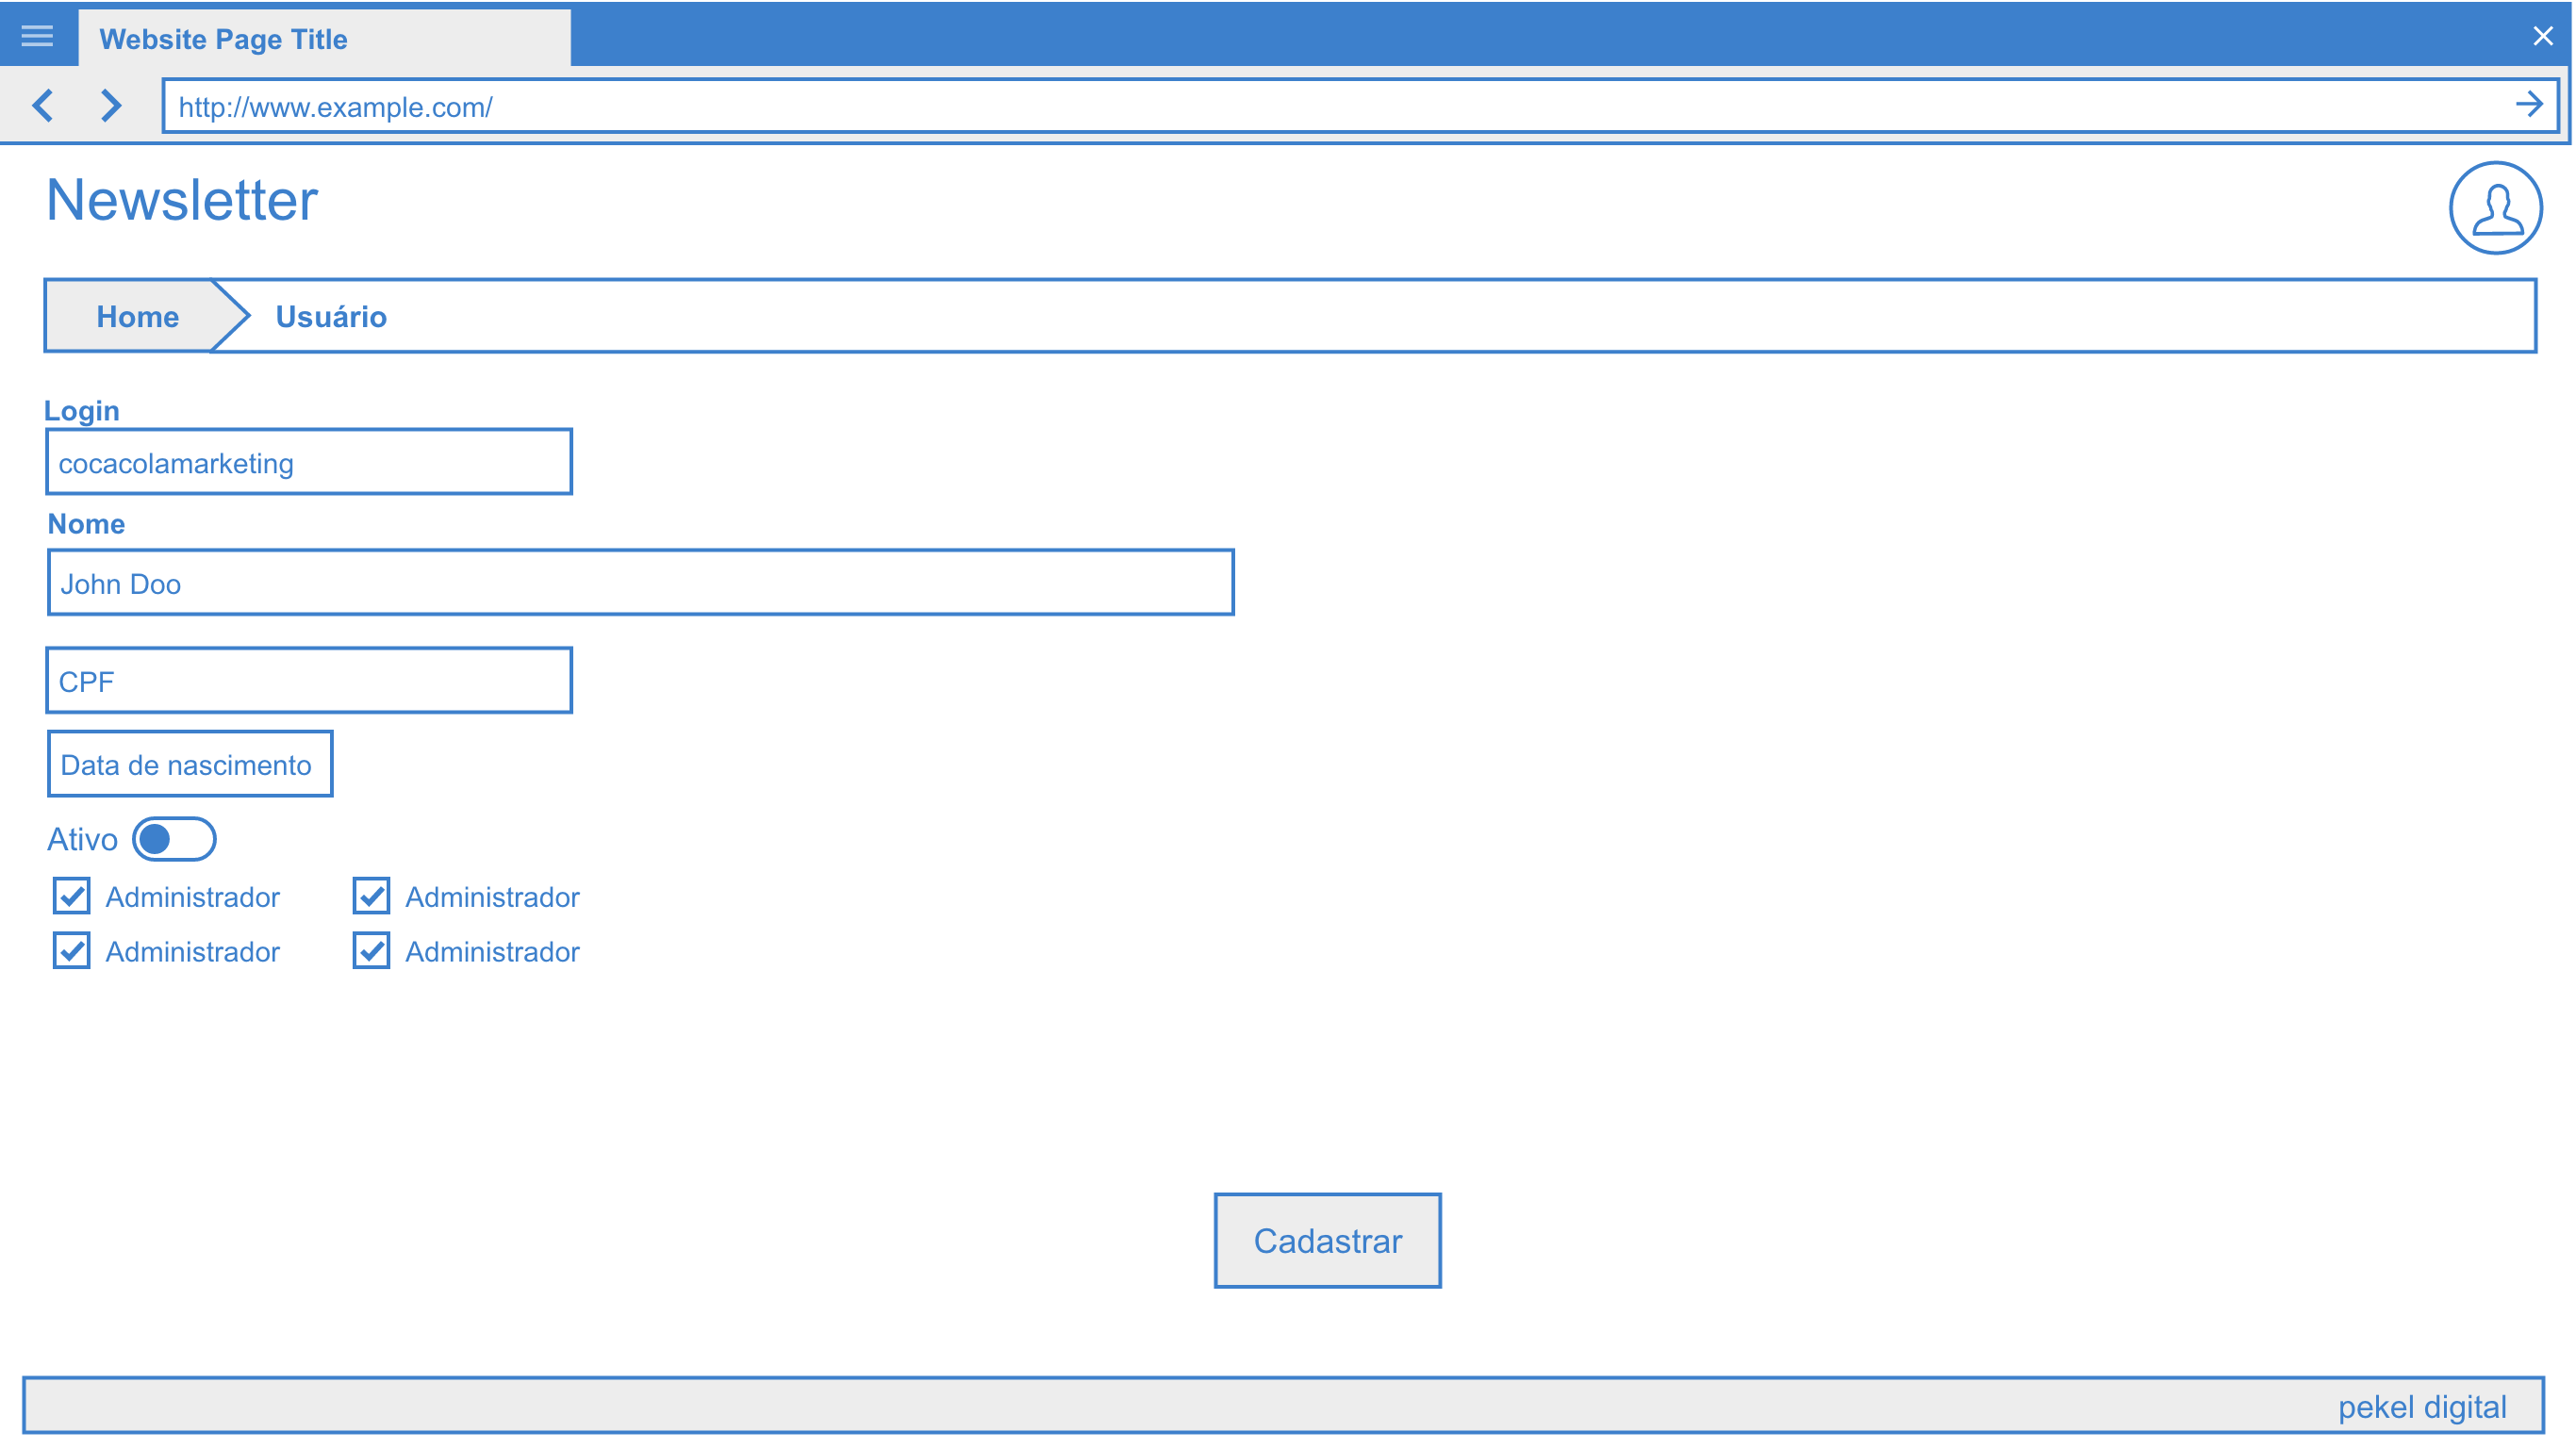 Website Page Title
http://www.example.com/
Newsletter
Home Usuário
Login
cocacolamarketing
Nome
John Doo
CPF
Data de nascimento
Ativo
Administrador Administrador
Administrador Administrador
Cadastrar
pekel digital